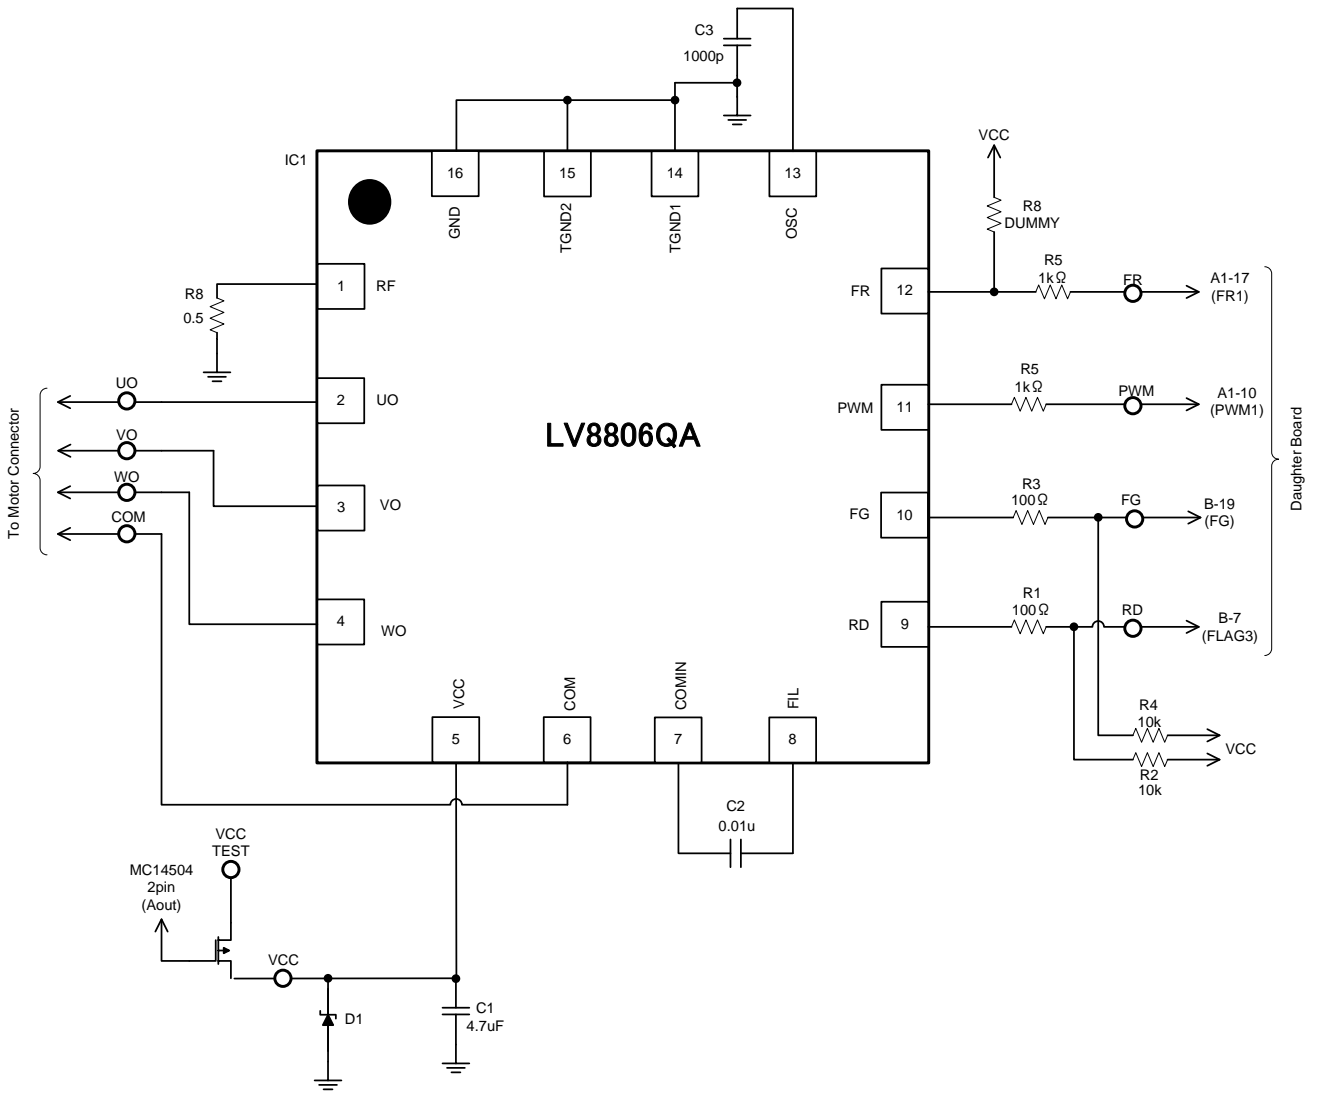 C3
1000p
VCC
IC1
16
15
14
13
GND
TGND2
TGND1
OSC
R8
DUMMY
R5
1kΩ
FR
A1-17
(FR1)
1
RF
FR
12
R8
0.5
UO
2
UO
R5
1kΩ
PWM
A1-10
(PWM1)
PWM
11
To Motor Connector
VO
WO
COM
LV8806QA
Daughter Board
3
VO
R3
100Ω
FG
B-19
(FG)
FG
10
4
WO
R1
100Ω
RD
B-7
(FLAG3)
RD
9
VCC
COM
COMIN
FIL
5
6
7
8
R4
10k
VCC
R2
10k
C2
0.01u
VCC
TEST
MC14504
2pin
(Aout)
VCC
D1
C1
4.7uF